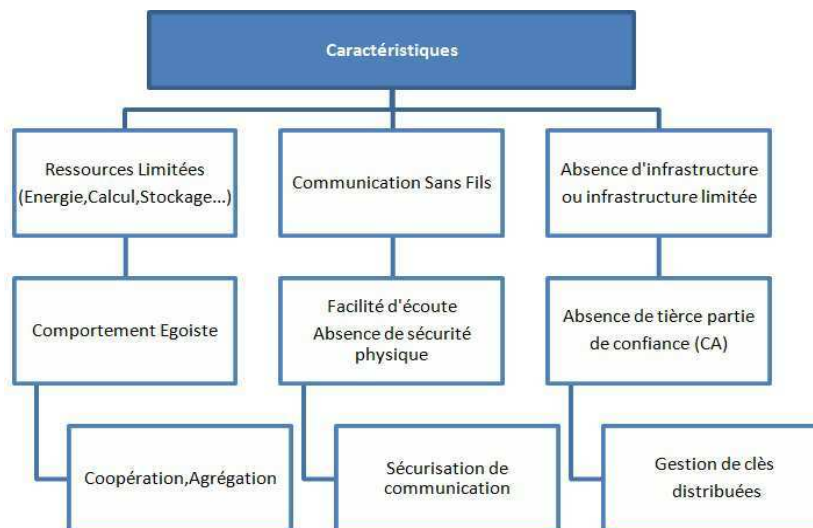 Caractéristiques
Ressources Limitées
(Energie,Calcul,Stockage...)
Communication Sans Fils
Absence d'infrastructure
ou infrastructure limitée
Comportement Egoiste
Facilité d'écoute
Absence de sécurité
physique
Absence de tièrce partie
de confiance (CA)
Coopération,Agrégation
Sécurisation de
communication
Gestion de clès
distribuées